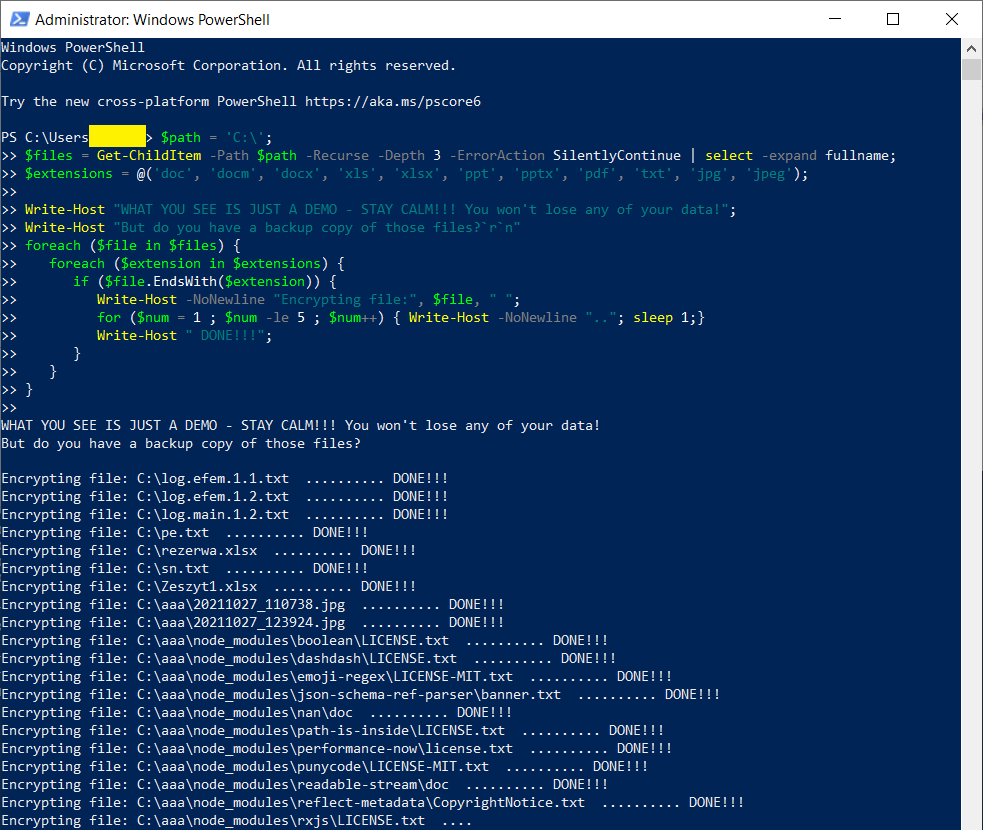 Administrator: Windows PowerShell
Windows PowerShell
Copyright (C) Microsoft Corporation. All rights reserved.
Try the new cross-platform PowerShell https://aka.ms/pscore6
PS C:\Users > $path = 'C:\';
>> $files = Get-ChildItem -Path $path -Recurse -Depth 3 -ErrorAction SilentlyContinue | select -expand fullname;
>> $extensions = @('doc', 'docm', 'docx', 'xls', 'xlsx', 'ppt', 'pptx', 'pdf', 'txt', 'jpg', 'jpeg');
>>
>> Write-Host "WHAT YOU SEE IS JUST A DEMO - STAY CALM!!! You won't lose any of your data!";
>> Write-Host "But do you have a backup copy of those files?`r`n"
>> foreach ($file in $files) {
>>    foreach ($extension in $extensions) {
>>       if ($file.EndsWith($extension)) {
>>          Write-Host -NoNewline "Encrypting file:", $file, " ";
>>          for ($num = 1 ; $num -le 5 ; $num++) { Write-Host -NoNewline ".."; sleep 1;}
>>          Write-Host " DONE!!!";
>>       }
>>    }
>> }
>>
WHAT YOU SEE IS JUST A DEMO - STAY CALM!!! You won't lose any of your data!
But do you have a backup copy of those files?
Encrypting file: C:\log.efem.1.1.txt  .......... DONE!!!
Encrypting file: C:\log.efem.1.2.txt  .......... DONE!!!
Encrypting file: C:\log.main.1.2.txt  .......... DONE!!!
Encrypting file: C:\pe.txt  .......... DONE!!!
Encrypting file: C:\rezerwa.xlsx  .......... DONE!!!
Encrypting file: C:\sn.txt  .......... DONE!!!
Encrypting file: C:\Zeszyt1.xlsx  .......... DONE!!!
Encrypting file: C:\aaa\20211027_110738.jpg  .......... DONE!!!
Encrypting file: C:\aaa\20211027_123924.jpg  .......... DONE!!!
Encrypting file: C:\aaa\node_modules\boolean\LICENSE.txt  .......... DONE!!!
Encrypting file: C:\aaa\node_modules\dashdash\LICENSE.txt  .......... DONE!!!
Encrypting file: C:\aaa\node_modules\emoji-regex\LICENSE-MIT.txt  .......... DONE!!!
Encrypting file: C:\aaa\node_modules\json-schema-ref-parser\banner.txt  .......... DONE!!!
Encrypting file: C:\aaa\node_modules\nan\doc  .......... DONE!!!
Encrypting file: C:\aaa\node_modules\path-is-inside\LICENSE.txt  .......... DONE!!!
Encrypting file: C:\aaa\node_modules\performance-now\license.txt  .......... DONE!!!
Encrypting file: C:\aaa\node_modules\punycode\LICENSE-MIT.txt  .......... DONE!!!
Encrypting file: C:\aaa\node_modules\readable-stream\doc  .......... DONE!!!
Encrypting file: C:\aaa\node_modules\reflect-metadata\CopyrightNotice.txt  .......... DONE!!!
Encrypting file: C:\aaa\node_modules\rxjs\LICENSE.txt  ....